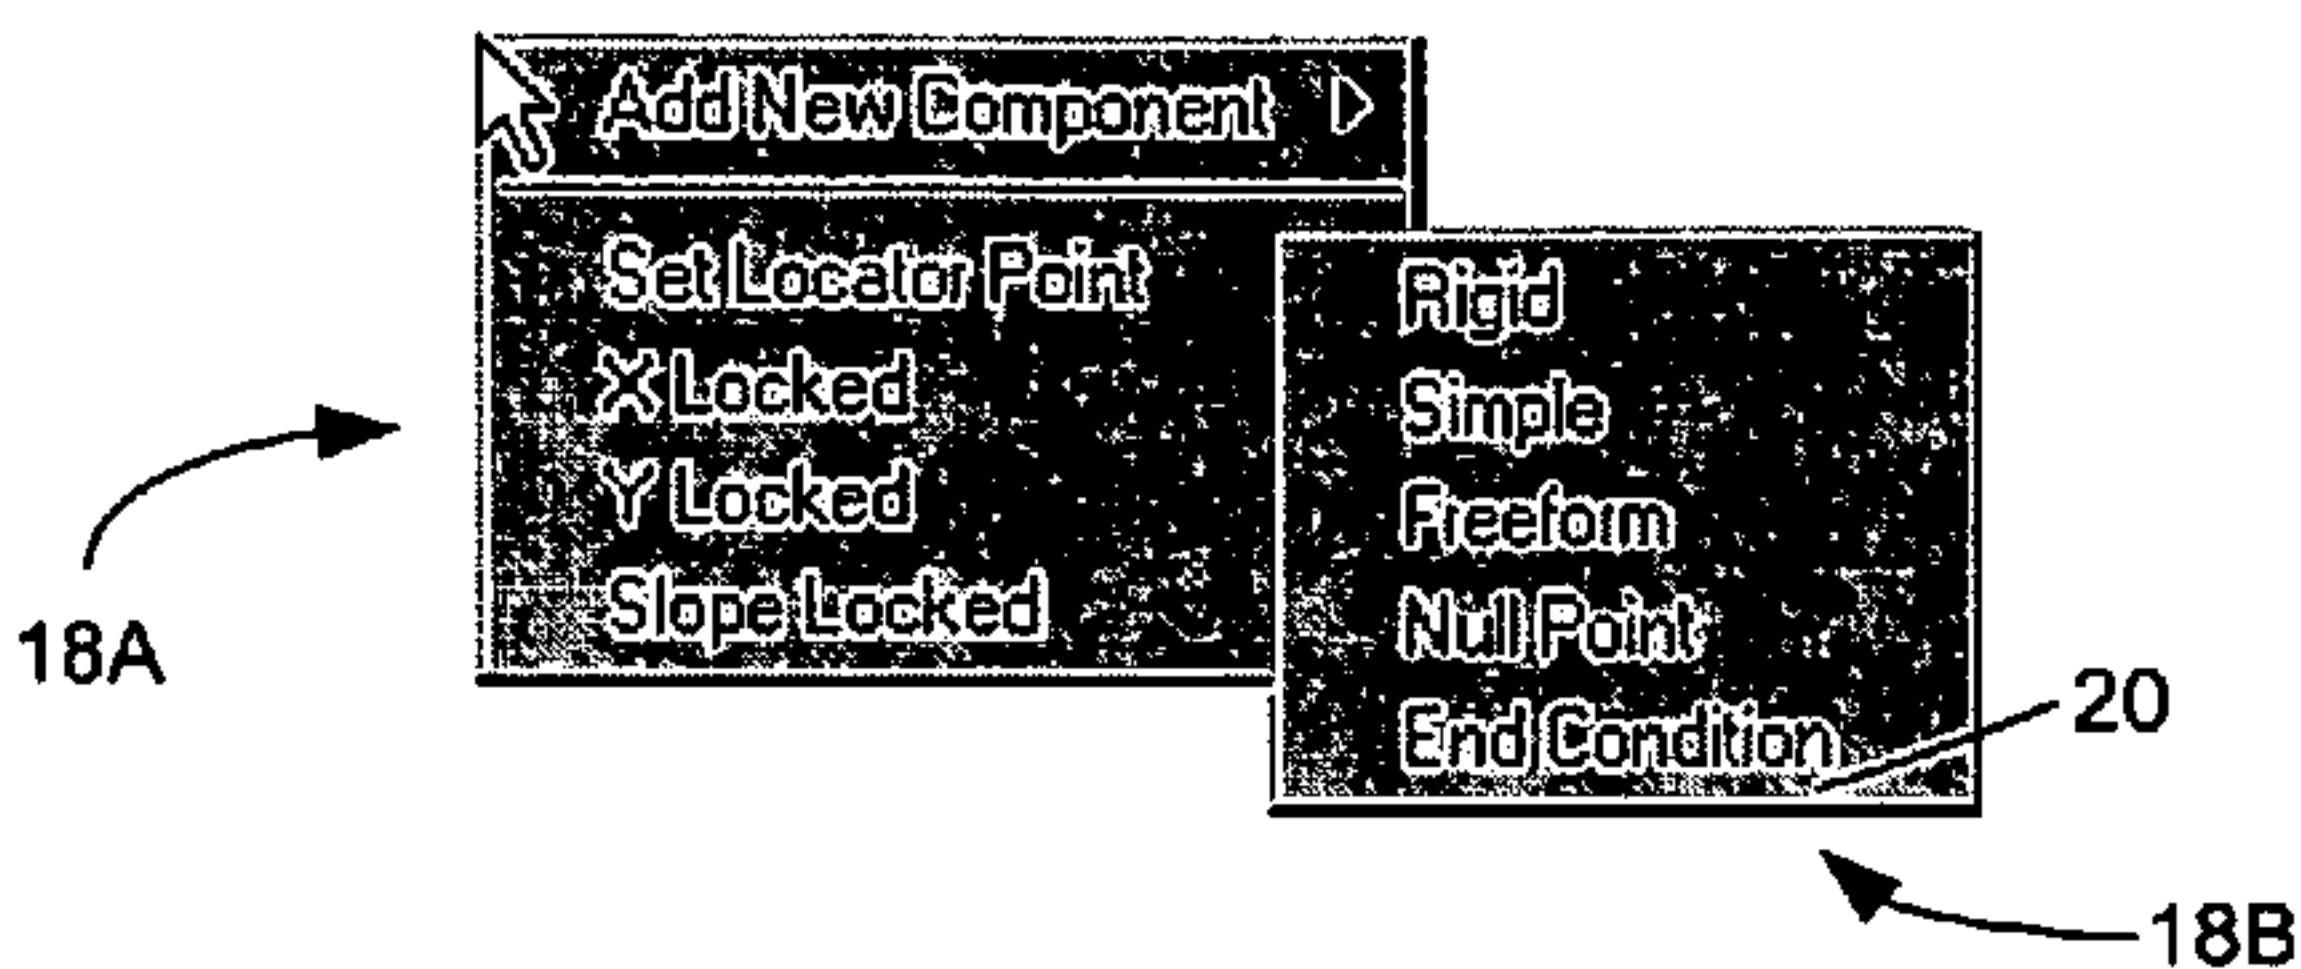 Add New Component
Set Locator Point
X Locked
Y Locked
Slope Locked
Rigid
Simple
Freeform
Null Point
End Condition
18A
20
18B